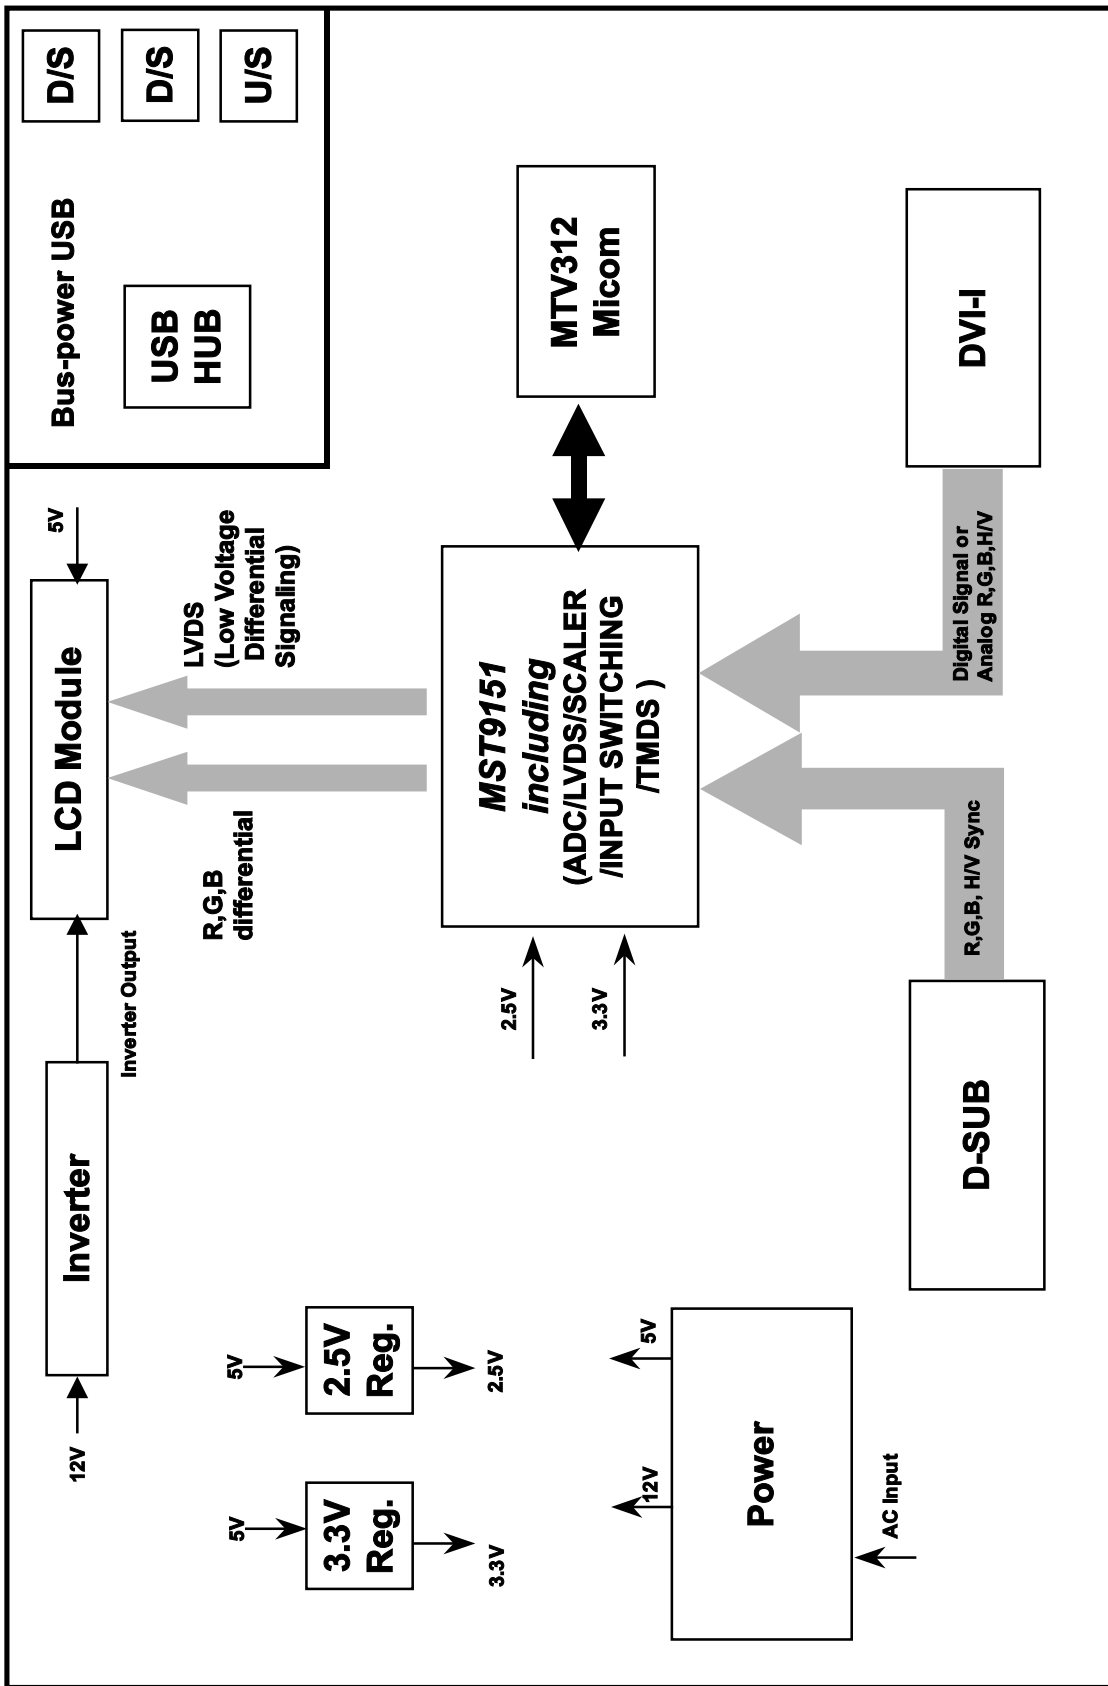 12V
Inverter
Inverter Output
LCD Module
5V
Bus-power USB
D/S
D/S
U/S
USB
HUB
R,G,B
differential
LVDS
(Low Voltage
Differential
Signaling)
5V
3.3V
Reg.
3.3V
5V
2.5V
Reg.
2.5V
2.5V
3.3V
MST9151
including
(ADC/LVDS/SCALER
/INPUT SWITCHING
/TMDS )
MTV312
Micom
12V
5V
Power
AC Input
D-SUB
R,G,B, H/V Sync
Digital Signal or
Analog R,G,B,H/V
DVI-I